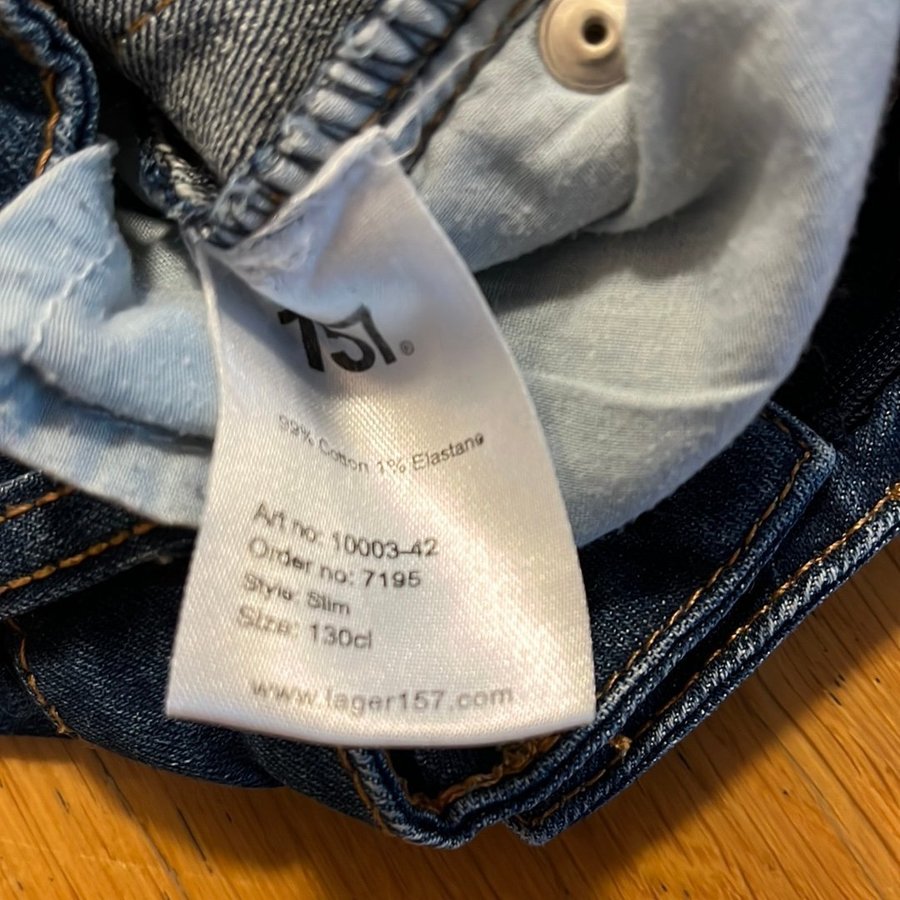 157®
99% Cotton 1% Elastane
Art no: 10003-42
Order no: 7195
Style: Slim
Size: 130cl
www.lager157.com